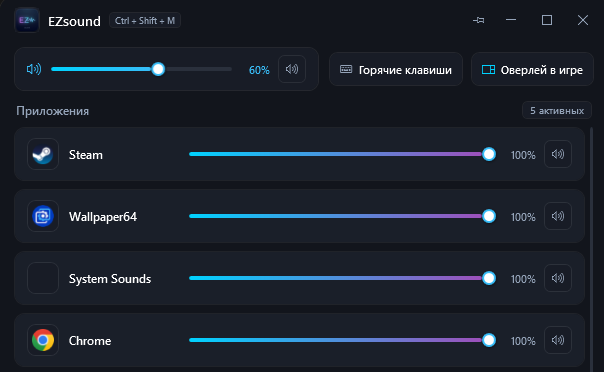 EZ
EZsound Ctrl + Shift + M
60% Горячие клавиши Оверлей в игре
Приложения 5 активных
Steam 100%
Wallpaper64 100%
System Sounds 100%
Chrome 100%